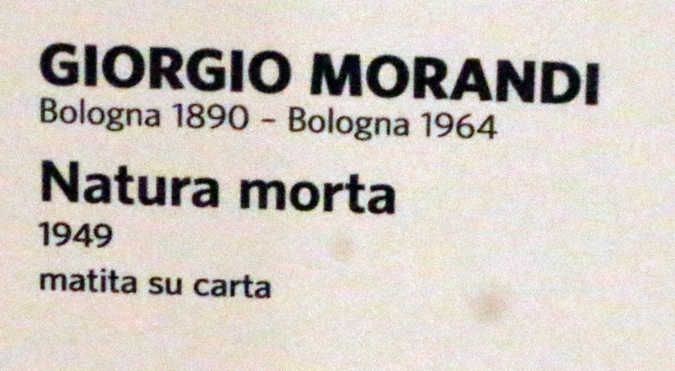 GIORGIO MORANDI
Bologna 1890 – Bologna 1964
Natura morta
1949
matita su carta